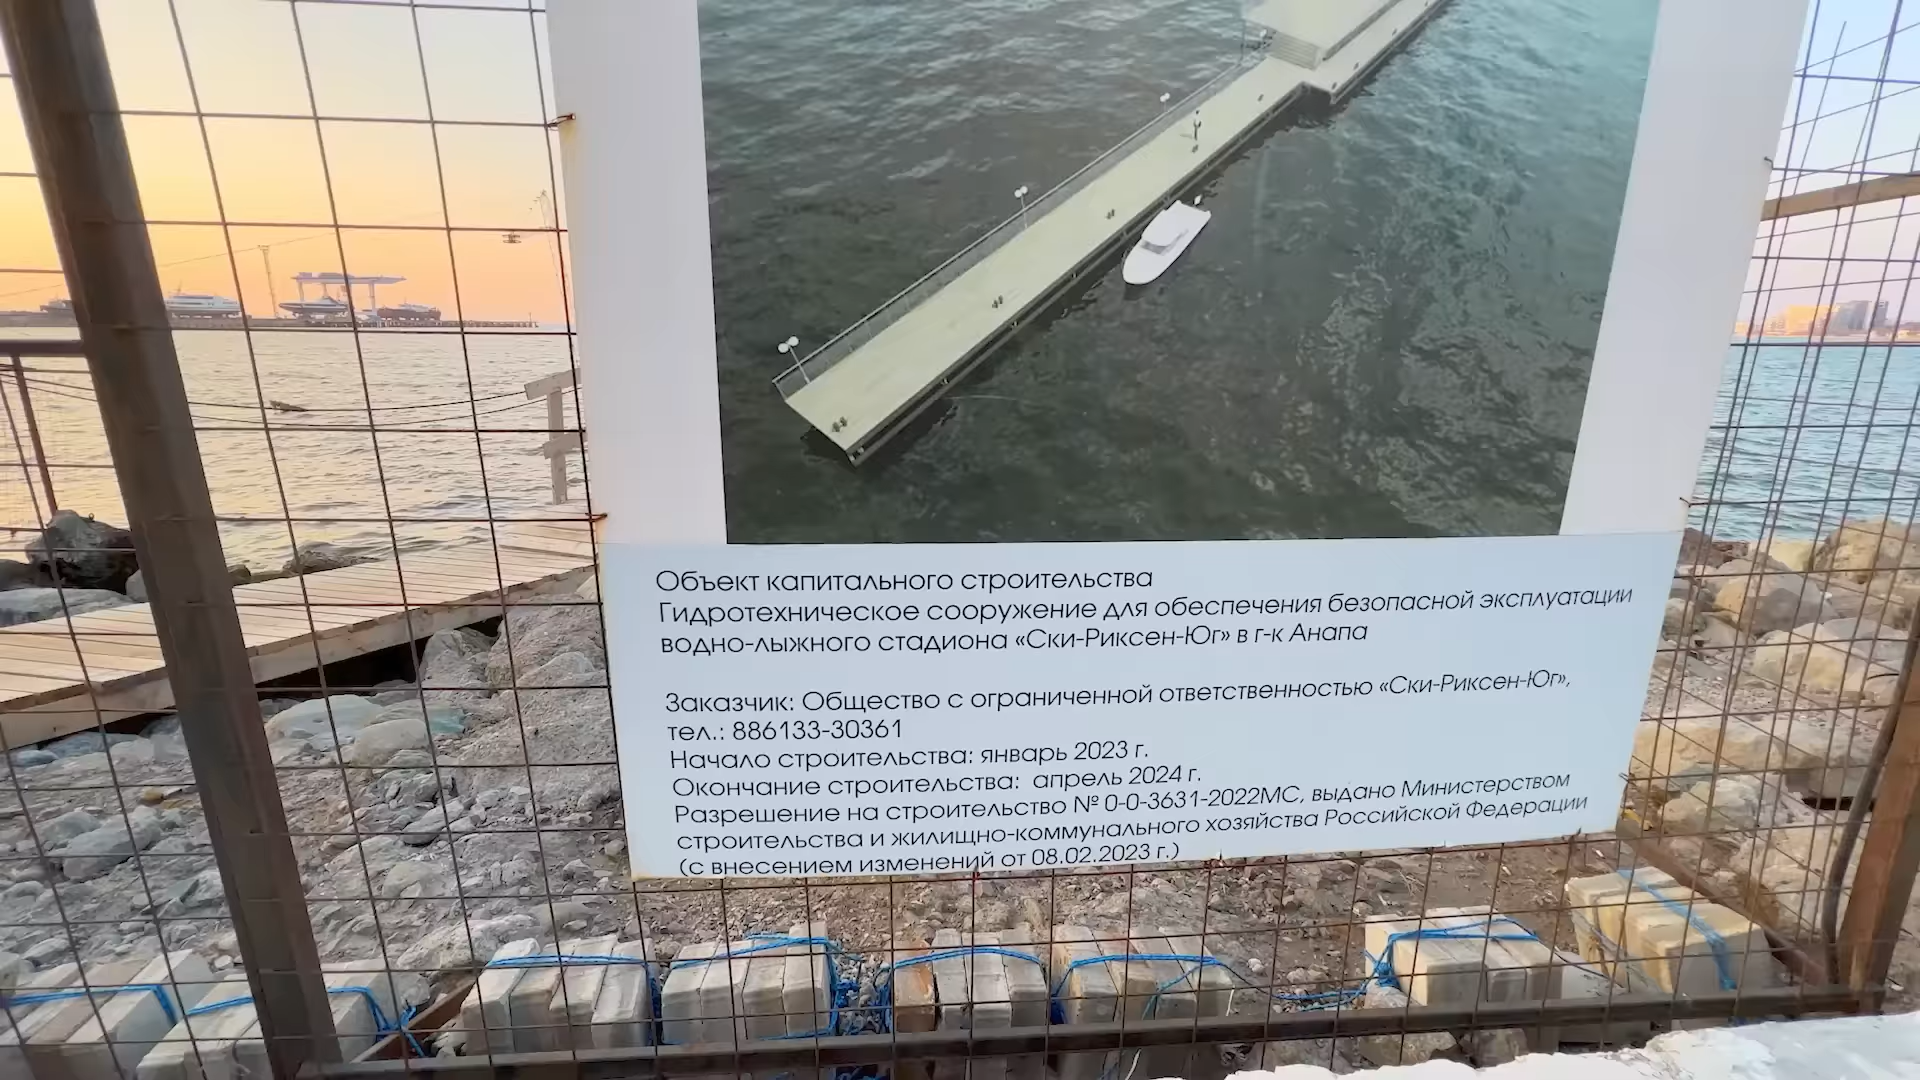 Объект капитального строительства
Гидротехническое сооружение для обеспечения безопасной эксплуатации
водно-лыжного стадиона «Ски-Риксен-Юг» в г-к Анапа
Заказчик: Общество с ограниченной ответственностью «Ски-Риксен-Юг»,
тел.: 886133-30361
Начало строительства: январь 2023 г.
Окончание строительства: апрель 2024 г.
Разрешение на строительство № 0-0-3631-2022МС, выдано Министерством
строительства и жилищно-коммунального хозяйства Российской Федерации
(с внесением изменений от 08.02.2023 г.)